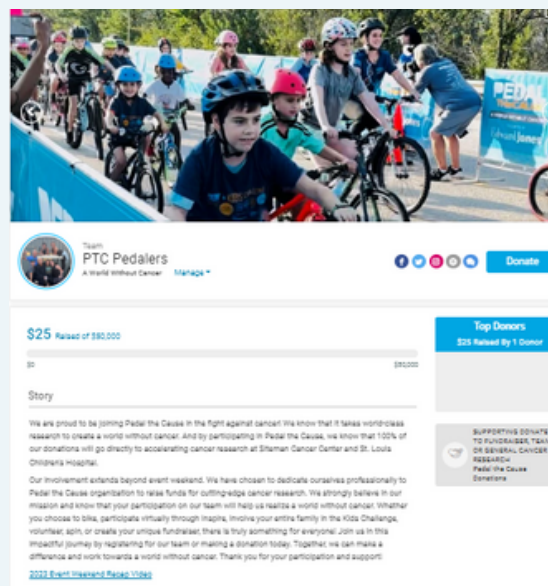 PEDAL
THE CAUSE
A WORLD WITHOUT CANCER
Edward Jones
Team
PTC Pedalers
A World Without Cancer Manage
Donate
$25 Raised of $50,000
$0 $50,000
Top Donors
$25 Raised By 1 Donor
Story
We are proud to be joining Pedal the Cause in the fight against cancer! We know that it takes world-class
research to create a world without cancer. And by participating in Pedal the Cause, we know that 100% of
our donations will go directly to accelerating cancer research at Siteman Cancer Center and St. Louis
Children's Hospital.
Our involvement extends beyond event weekend. We have chosen to dedicate ourselves professionally to
Pedal the Cause organization to raise funds for cutting-edge cancer research. We strongly believe in our
mission and know that your participation on our team will help us realize a world without cancer. Whether
you choose to bike, participate virtually through Inspire, involve your entire family in the Kids Challenge,
volunteer, spin, or create your unique fundraiser, there is truly something for everyone! Join us in this
impactful journey by registering for our team or making a donation today. Together, we can make a
difference and work towards a world without cancer. Thank you for your participation and support!
2023 Event Weekend Recap Video
SUPPORTING DONATE
TO FUNDRAISER, TEAM
OR GENERAL CANCER
RESEARCH
Pedal the Cause
Donations